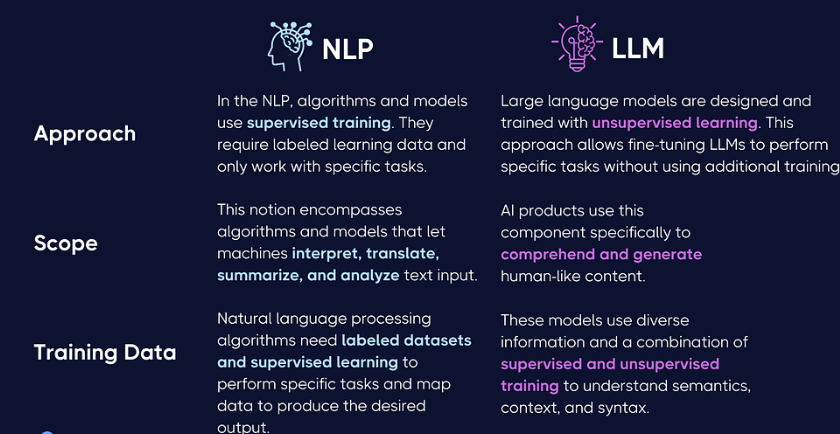 NLP
LLM
Approach
In the NLP, algorithms and models
use supervised training. They
require labeled learning data and
only work with specific tasks.
Large language models are designed and
trained with unsupervised learning. This
approach allows fine-tuning LLMs to perform
specific tasks without using additional training
Scope
This notion encompasses
algorithms and models that let
machines interpret, translate,
summarize, and analyze text input.
AI products use this
component specifically to
comprehend and generate
human-like content.
Training Data
Natural language processing
algorithms need labeled datasets
and supervised learning to
perform specific tasks and map
data to produce the desired
output.
These models use diverse
information and a combination of
supervised and unsupervised
training to understand semantics,
context, and syntax.